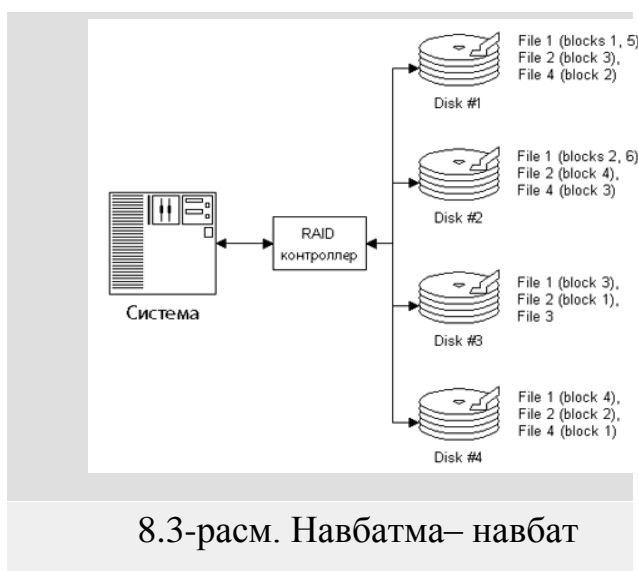 File 1 (blocks 1, 5)
File 2 (block 3),
File 4 (block 2)
Disk #1
File 1 (blocks 2, 6)
File 2 (block 4),
File 4 (block 3)
Disk #2
RAID
контроллер
Система
File 1 (block 3),
File 2 (block 1),
File 3
Disk #3
File 1 (block 4),
File 2 (block 2),
File 4 (block 1)
Disk #4
8.3-расм. Навбатма– навбат